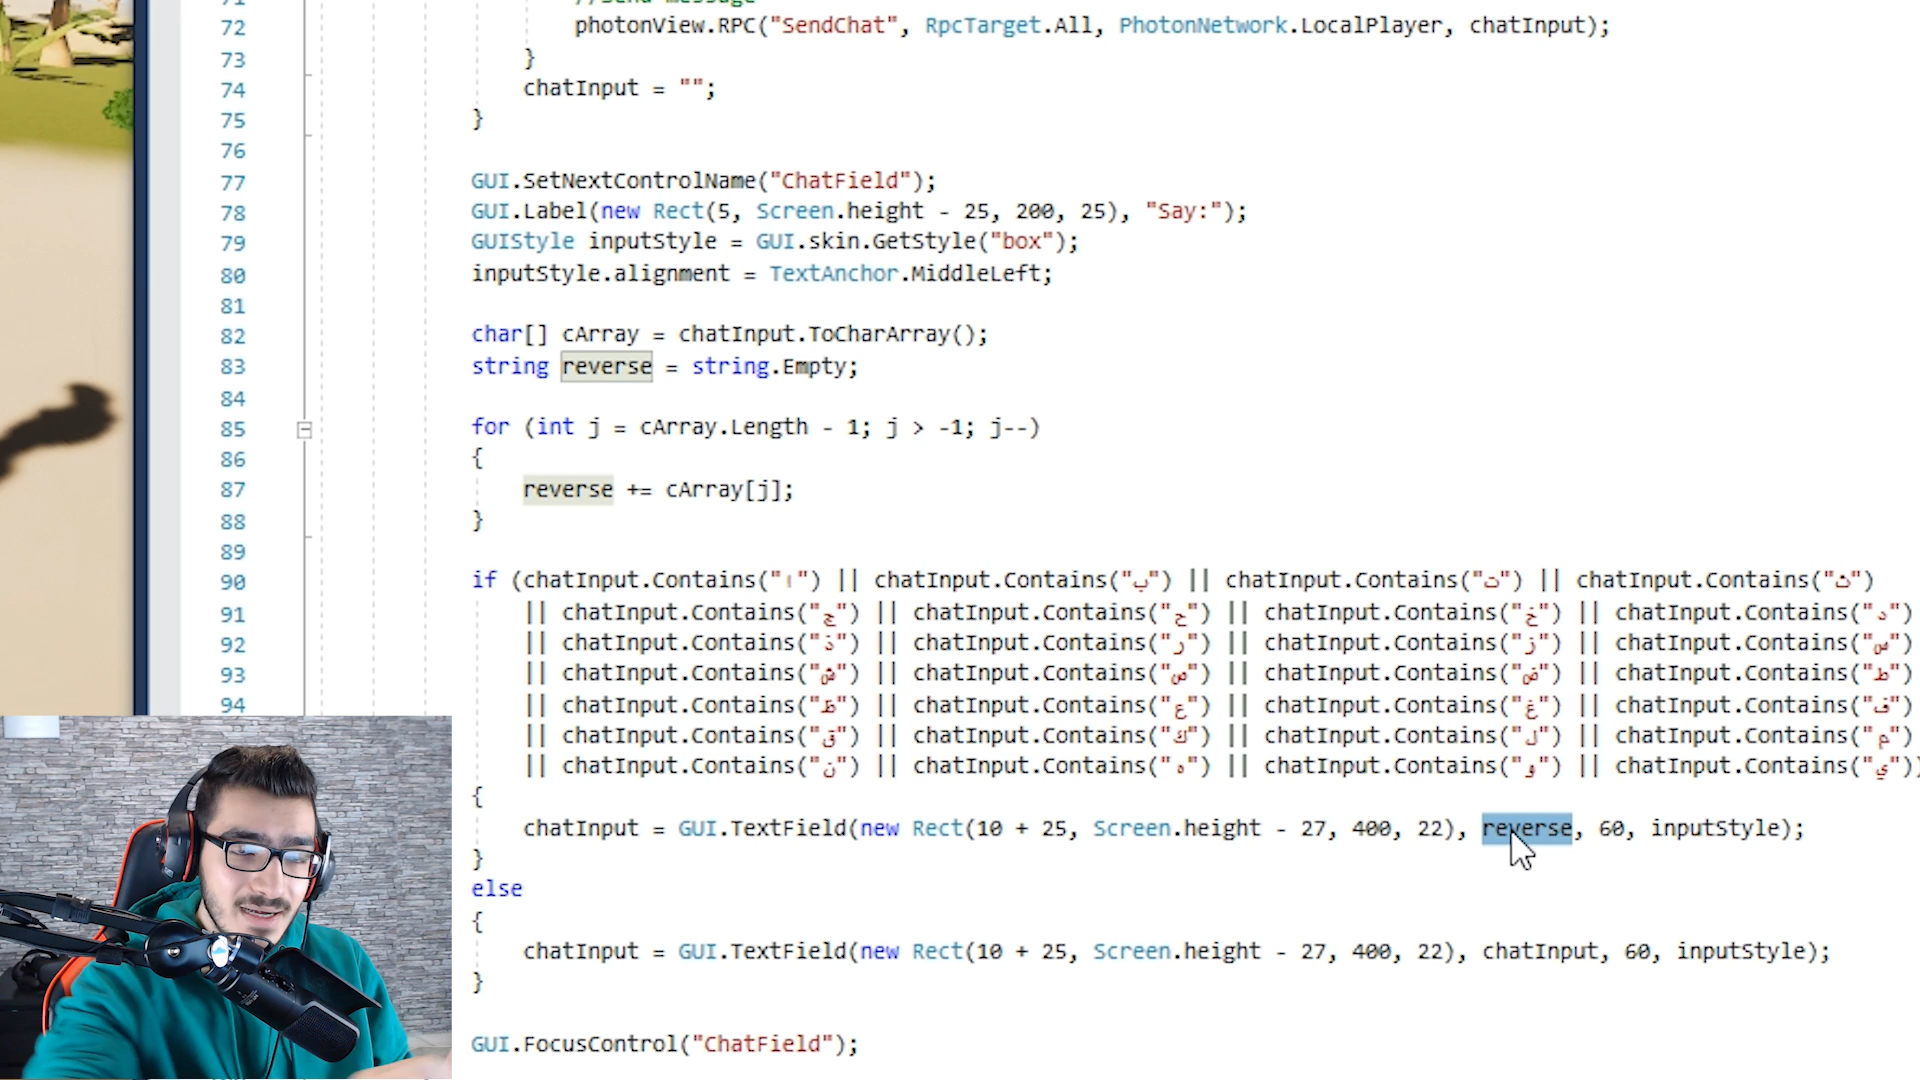 71
//Send message
72 photonView.RPC("SendChat", RpcTarget.All, PhotonNetwork.LocalPlayer, chatInput);
73 }
74 chatInput = "";
75 }
76
77 GUI.SetNextControlName("ChatField");
78 GUI.Label(new Rect(5, Screen.height - 25, 200, 25), "Say:");
79 GUIStyle inputStyle = GUI.skin.GetStyle("box");
80 inputStyle.alignment = TextAnchor.MiddleLeft;
81
82 char[] cArray = chatInput.ToCharArray();
83 string reverse = string.Empty;
84
85 for (int j = cArray.Length - 1; j > -1; j--)
86 {
87 reverse += cArray[j];
88 }
89
90 if (chatInput.Contains("ا") || chatInput.Contains("ب") || chatInput.Contains("ت") || chatInput.Contains("ث")
91 || chatInput.Contains("ج") || chatInput.Contains("ح") || chatInput.Contains("خ") || chatInput.Contains("د")
92 || chatInput.Contains("ذ") || chatInput.Contains("ر") || chatInput.Contains("ز") || chatInput.Contains("س")
93 || chatInput.Contains("ش") || chatInput.Contains("ص") || chatInput.Contains("ض") || chatInput.Contains("ط")
94 || chatInput.Contains("ظ") || chatInput.Contains("ع") || chatInput.Contains("غ") || chatInput.Contains("ف")
|| chatInput.Contains("ق") || chatInput.Contains("ك") || chatInput.Contains("ل") || chatInput.Contains("م")
|| chatInput.Contains("ن") || chatInput.Contains("ه") || chatInput.Contains("و") || chatInput.Contains("ي"))
{
chatInput = GUI.TextField(new Rect(10 + 25, Screen.height - 27, 400, 22), reverse, 60, inputStyle);
}
else
{
chatInput = GUI.TextField(new Rect(10 + 25, Screen.height - 27, 400, 22), chatInput, 60, inputStyle);
}
GUI.FocusControl("ChatField");